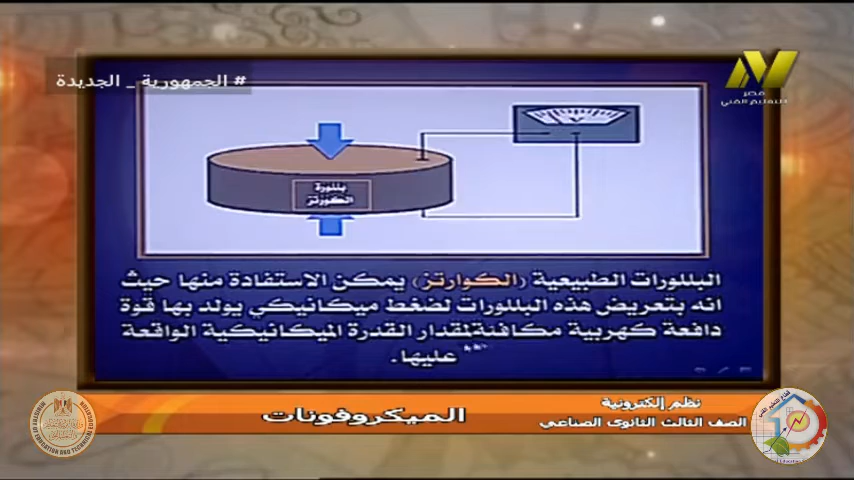 # الجمهورية _ الجديدة
مصر
التعليم الفني
بللورة
الكوارتز
البللورات الطبيعية (الكوارتز) يمكن الاستفادة منها حيث
انه بتعريض هذه البللورات لضغط ميكانيكي يولد بها قوة
دافعة كهربية مكافئة لمقدار القدرة الميكانيكية الواقعة
عليها.
نظم إلكترونية
الصف الثالث الثانوى الصناعي
الميكروفونات